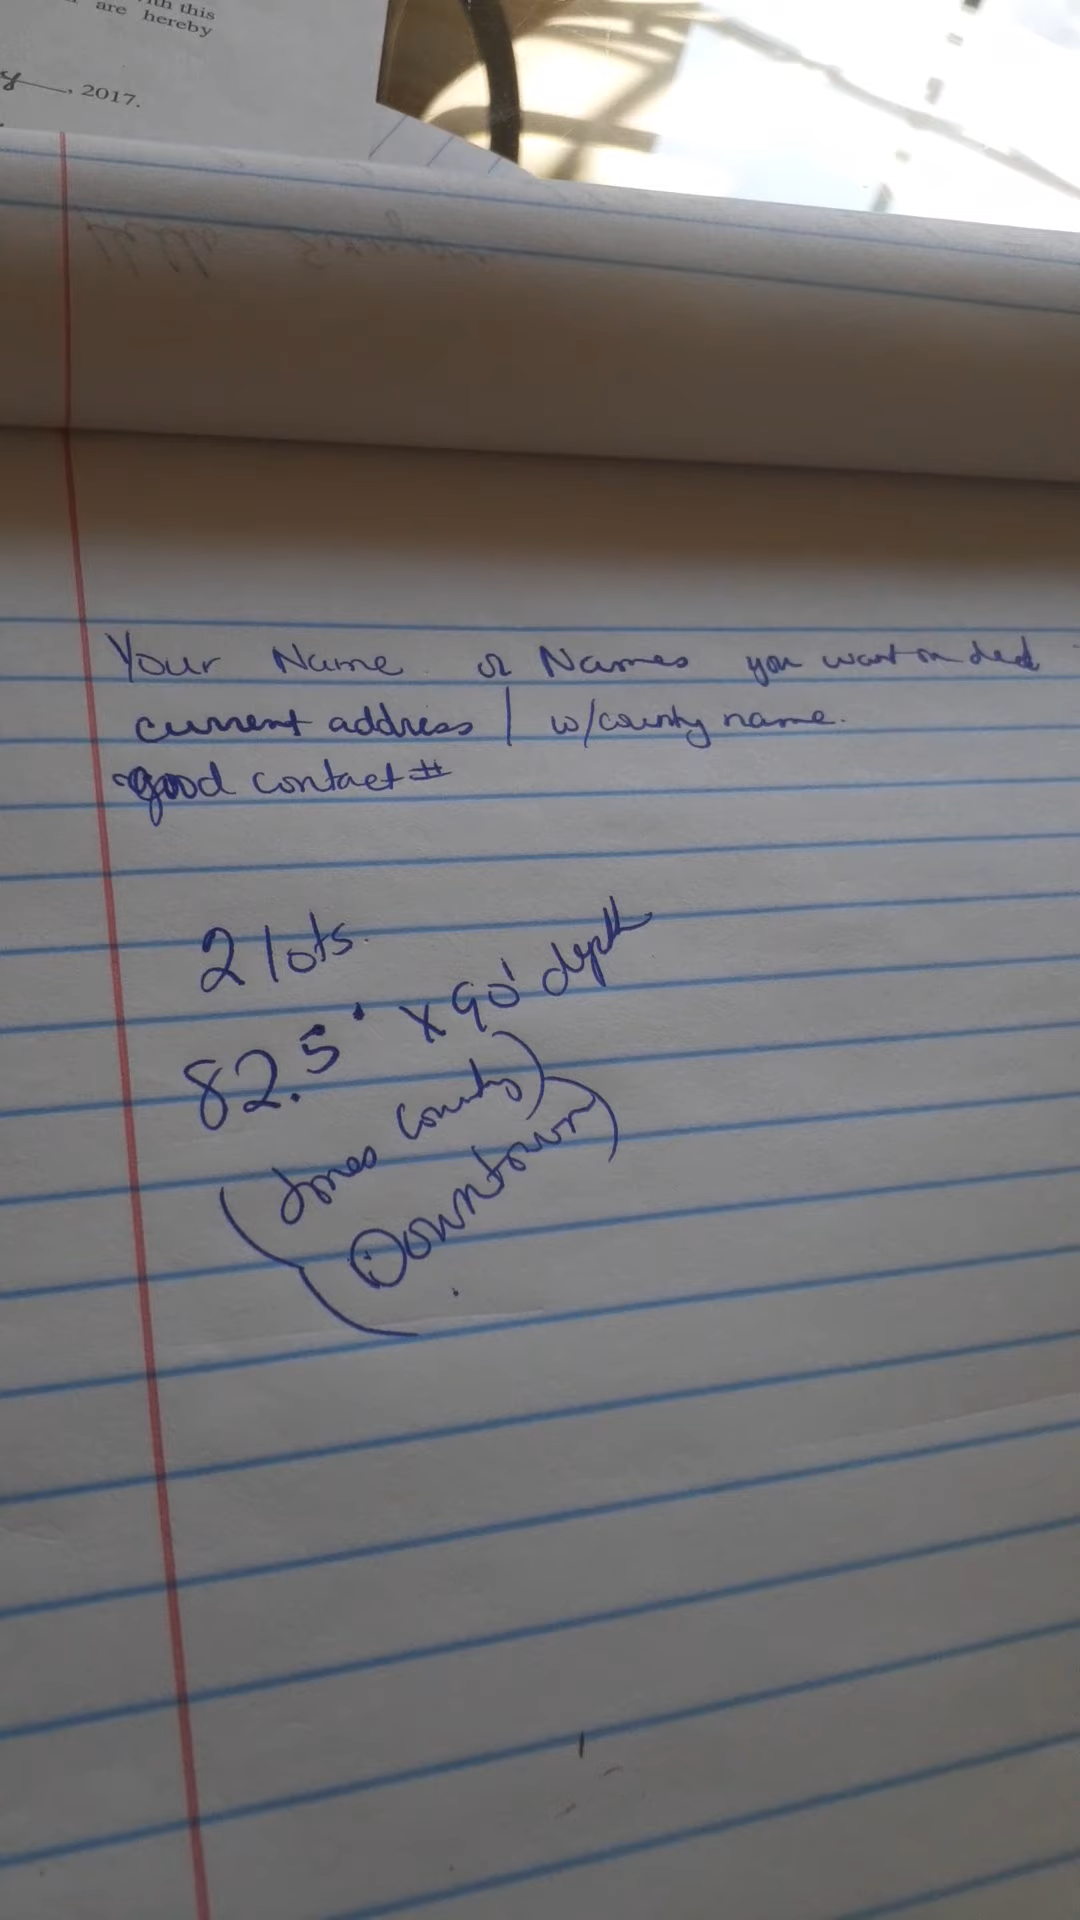 with this
are hereby
, 2017.
Your Name or Names you want on deed
current address | w/county name.
good contact #
2 lots.
82.5' x 90' depth
(Jones County)
(Downtown)